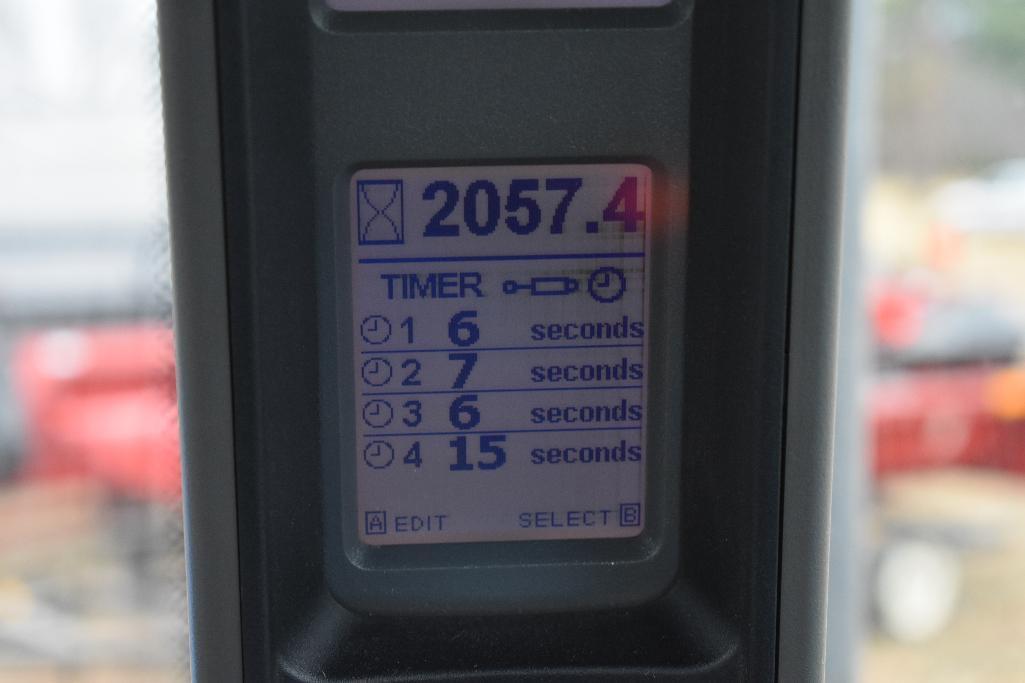 2057.4
TIMER
1 6 seconds
2 7 seconds
3 6 seconds
4 15 seconds
A EDIT SELECT B